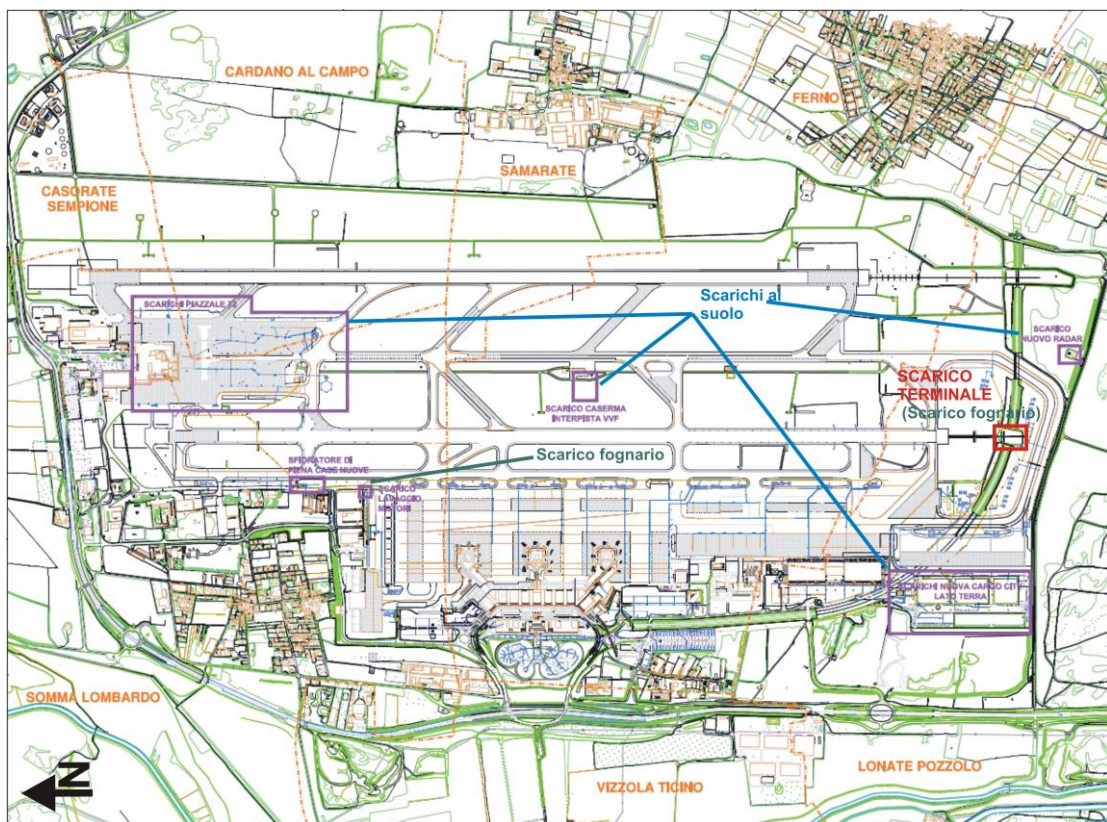 CARDANO AL CAMPO
FERNO
SAMARATE
CASORATE
SEMPIONE
SCARICHI PIAZZALE T2
Scarichi al
suolo
SCARICO
NUOVO RADAR
SCARICO
TERMINALE
(Scarico fognario)
SCARICO CASERMA
INTERPISTA VVF
Scarico fognario
SFIORATORE DI
PIENA CASE NUOVE
SCARICO
LAVAGGIO
MOTORI
SCARICHI NUOVA CARGO CITY
LATO TERRA
SOMMA LOMBARDO
VIZZOLA TICINO
LONATE POZZOLO
N